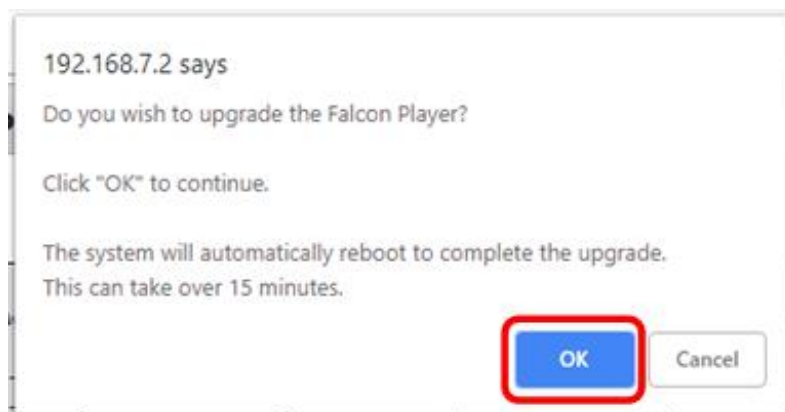 192.168.7.2 says
Do you wish to upgrade the Falcon Player?
Click "OK" to continue.
The system will automatically reboot to complete the upgrade.
This can take over 15 minutes.
OK
Cancel